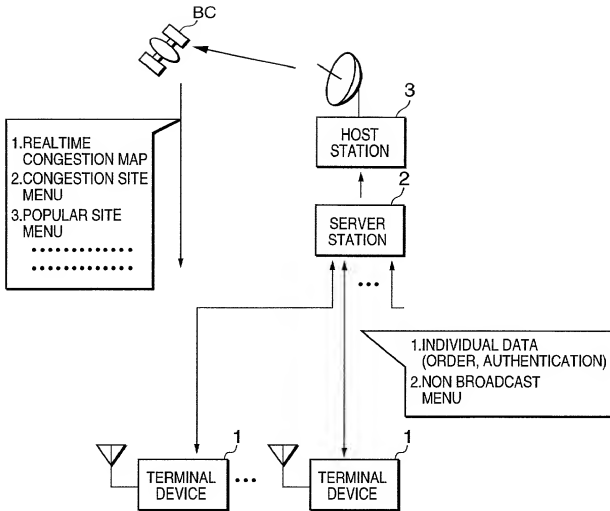 BC
3
HOST
STATION
2
SERVER
STATION
1.REALTIME
CONGESTION MAP
2.CONGESTION SITE
MENU
3.POPULAR SITE
MENU
••••••••••••••
••••••••••••••
•••
1.INDIVIDUAL DATA
(ORDER, AUTHENTICATION)
2.NON BROADCAST
MENU
1
TERMINAL
DEVICE
•••
1
TERMINAL
DEVICE